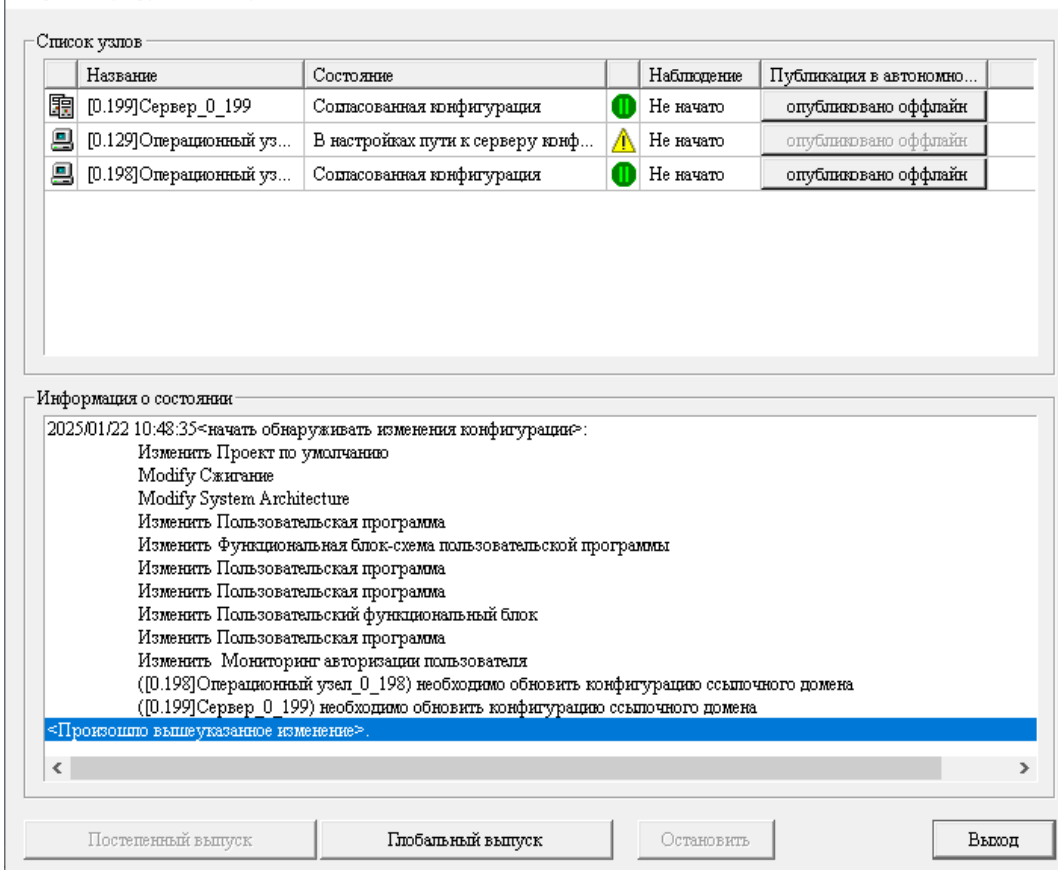 Список узлов
Название Состояние Наблюдение Публикация в автономно...
[0.199]Сервер_0_199 Согласованная конфигурация Не начато опубликовано оффлайн
[0.129]Операционный уз... В настройках пути к серверу конф... Не начато опубликовано оффлайн
[0.198]Операционный уз... Согласованная конфигурация Не начато опубликовано оффлайн
Информация о состоянии
2025/01/22 10:48:35<начать обнаруживать изменения конфигурации>:
Изменить Проект по умолчанию
Modify Сжигание
Modify System Architecture
Изменить Пользовательская программа
Изменить Функциональная блок-схема пользовательской программы
Изменить Пользовательская программа
Изменить Пользовательская программа
Изменить Пользовательский функциональный блок
Изменить Пользовательская программа
Изменить  Мониторинг авторизации пользователя
([0.198]Операционный узел_0_198) необходимо обновить конфигурацию ссылочного домена
([0.199]Сервер_0_199) необходимо обновить конфигурацию ссылочного домена
<Произошло вышеуказанное изменение>.
Постепенный выпуск Глобальный выпуск Остановить Выход